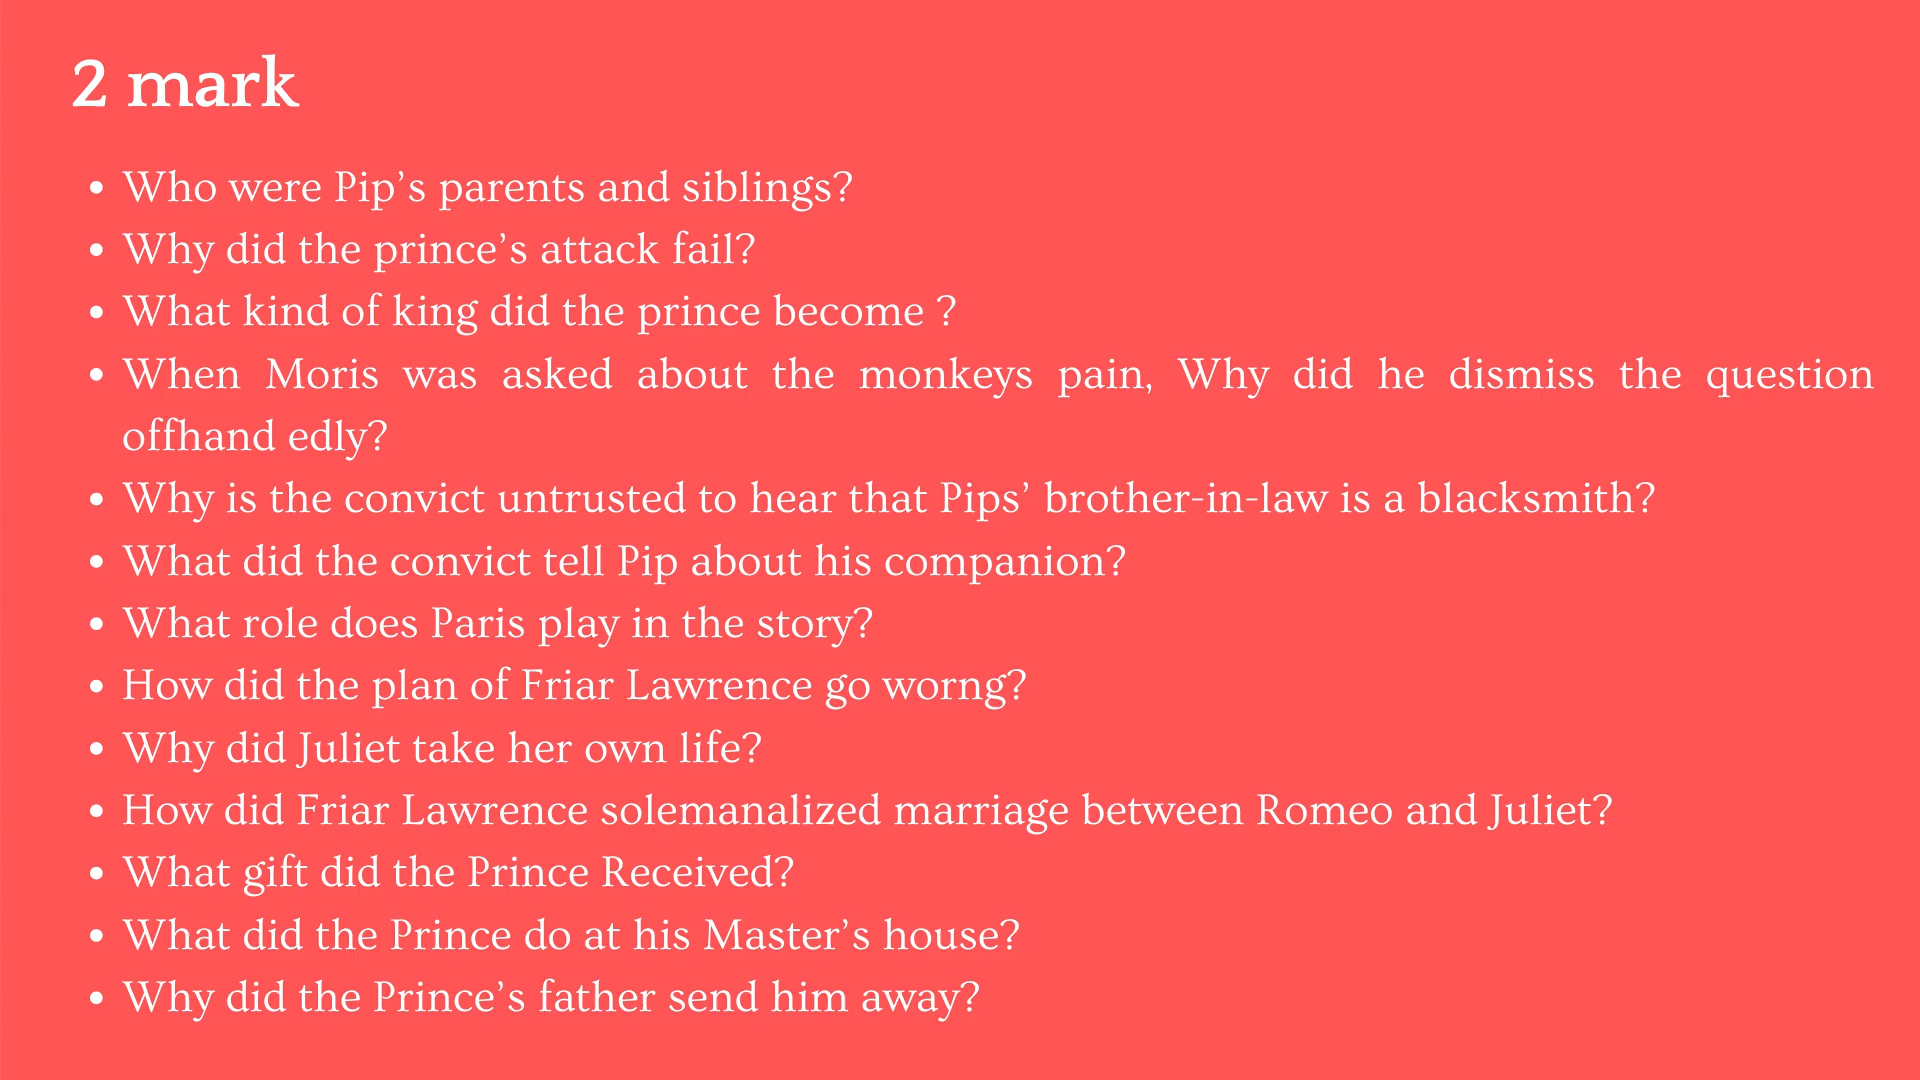 2 mark
• Who were Pip’s parents and siblings?
• Why did the prince’s attack fail?
• What kind of king did the prince become ?
• When Moris was asked about the monkeys pain, Why did he dismiss the question
offhand edly?
• Why is the convict untrusted to hear that Pips’ brother-in-law is a blacksmith?
• What did the convict tell Pip about his companion?
• What role does Paris play in the story?
• How did the plan of Friar Lawrence go worng?
• Why did Juliet take her own life?
• How did Friar Lawrence solemanalized marriage between Romeo and Juliet?
• What gift did the Prince Received?
• What did the Prince do at his Master’s house?
• Why did the Prince’s father send him away?